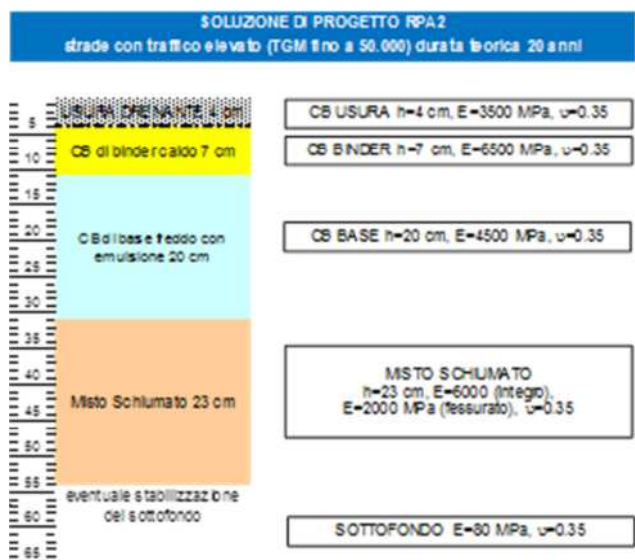 SOLUZIONE DI PROGETTO RPA2
strade con traffico elevato (TGM fino a 50.000) durata teorica 20 anni
USURA DRENANTE 4 cm
CB USURA h=4 cm, E=3500 MPa, υ=0.35
5
CB di binder caldo 7 cm
CB BINDER h=7 cm, E=6500 MPa, υ=0.35
10
15
20
CB di base freddo con
emulsione 20 cm
CB BASE h=20 cm, E=4500 MPa, υ=0.35
25
30
35
40
Misto Schiumato 23 cm
MISTO SCHIUMATO
h=23 cm, E=6000 (integro),
E=2000 MPa (fessurato), υ=0.35
45
50
55
eventuale stabilizzazione
del sottofondo
60
SOTTOFONDO E=80 MPa, υ=0.35
65